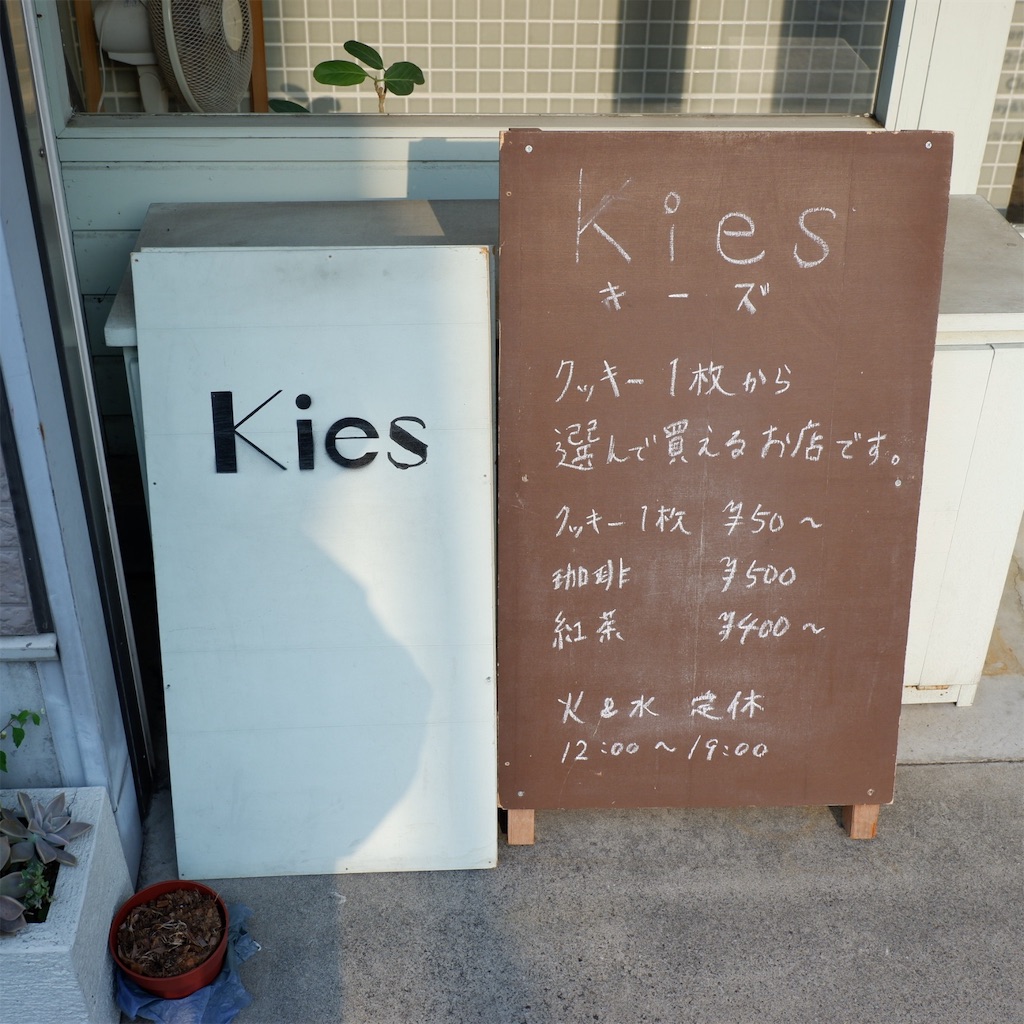 Kies
Kies
キーズ
クッキー1枚から
選んで買えるお店です。
クッキー1枚 ¥50～
珈琲 ¥500
紅茶 ¥400～
火&水 定休
12:00～19:00